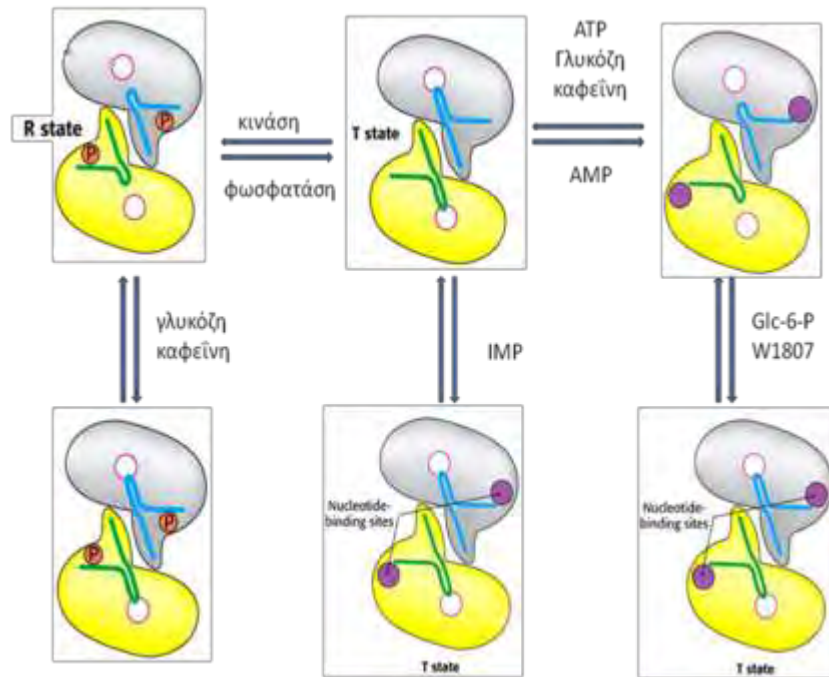 ATP
Γλυκόζη
καφεΐνη
R state
P
P
κινάση
φωσφατάση
T state
AMP
γλυκόζη
καφεΐνη
IMP
Glc-6-P
W1807
P
P
Nucleotide-
binding sites
T state
Nucleotide-
binding sites
T state